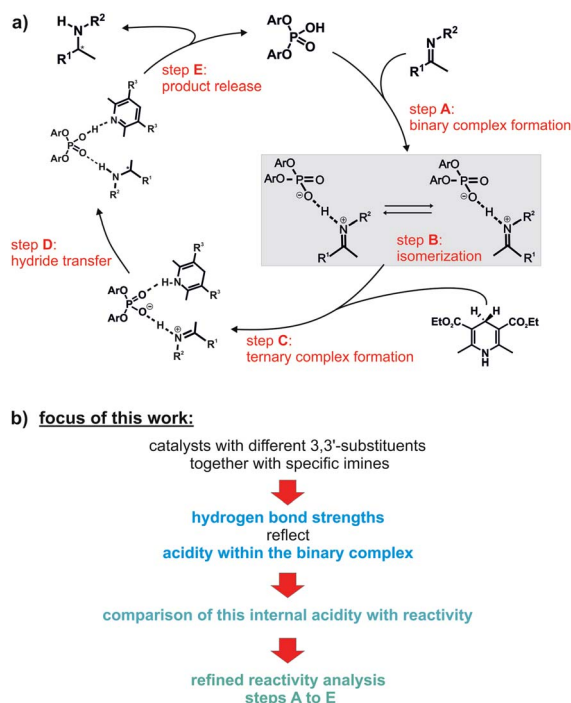 a)
H
N
R²
R¹
*
ArO
ArO
P
OH
O
N
R²
R¹
step E:
product release
step A:
binary complex formation
R³
N
R³
H
O
ArO
ArO
P
O
H
N
R²
R¹
*
ArO
ArO
P
O
O
⊖
H
⊕
N
R²
R¹
ArO
ArO
P
O
O
⊖
H
⊕
N
R²
R¹
step B:
isomerization
step D:
hydride transfer
R³
HN
R³
ArO
ArO
P
O
O
⊖
H
⊕
N
R²
R¹
step C:
ternary complex formation
H
H
EtO₂C
CO₂Et
N
H
b) focus of this work:
catalysts with different 3,3'-substituents
together with specific imines
hydrogen bond strengths
reflect
acidity within the binary complex
comparison of this internal acidity with reactivity
refined reactivity analysis
steps A to E